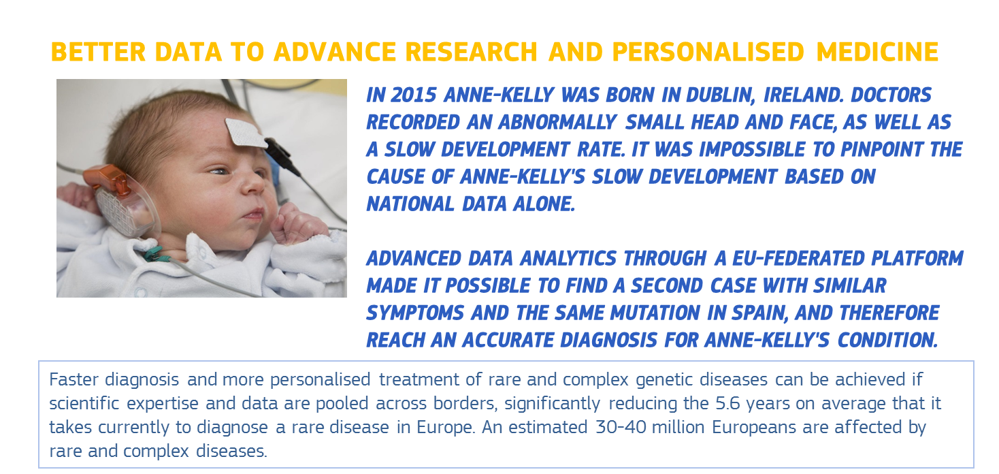 BETTER DATA TO ADVANCE RESEARCH AND PERSONALISED MEDICINE
IN 2015 ANNE-KELLY WAS BORN IN DUBLIN, IRELAND. DOCTORS
RECORDED AN ABNORMALLY SMALL HEAD AND FACE, AS WELL AS
A SLOW DEVELOPMENT RATE. IT WAS IMPOSSIBLE TO PINPOINT THE
CAUSE OF ANNE-KELLY'S SLOW DEVELOPMENT BASED ON
NATIONAL DATA ALONE.
ADVANCED DATA ANALYTICS THROUGH A EU-FEDERATED PLATFORM
MADE IT POSSIBLE TO FIND A SECOND CASE WITH SIMILAR
SYMPTOMS AND THE SAME MUTATION IN SPAIN, AND THEREFORE
REACH AN ACCURATE DIAGNOSIS FOR ANNE-KELLY'S CONDITION.
Faster diagnosis and more personalised treatment of rare and complex genetic diseases can be achieved if
scientific expertise and data are pooled across borders, significantly reducing the 5.6 years on average that it
takes currently to diagnose a rare disease in Europe. An estimated 30-40 million Europeans are affected by
rare and complex diseases.